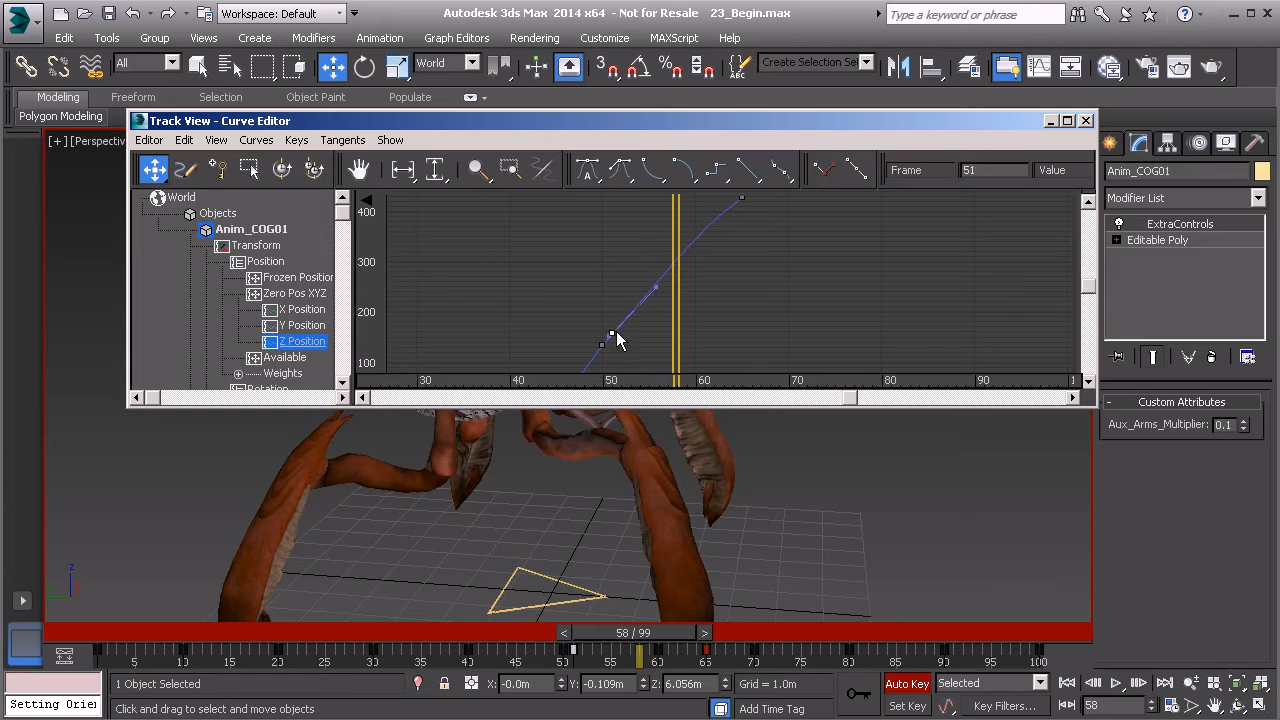 Workspace: Default
Autodesk 3ds Max 2014 x64 - Not for Resale 23_Begin.max
Type a keyword or phrase
Edit Tools Group Views Create Modifiers Animation Graph Editors Rendering Customize MAXScript Help
All
World
Create Selection Se
Modeling Freeform Selection Object Paint Populate
Polygon Modeling
Track View - Curve Editor
[+] [Perspectiv
Editor Edit View Curves Keys Tangents Show
Frame 51 Value
World
Objects
Anim_COG01
Transform
Position
Frozen Position
Zero Pos XYZ
X Position
Y Position
Z Position
Available
Weights
Rotation
400
300
200
100
30 40 50 60 70 80 90 1
Anim_COG01
Modifier List
ExtraControls
Editable Poly
Custom Attributes
Aux_Arms_Multiplier: 0.1
z
58 / 99
5 10 15 20 25 30 35 40 45 50 55 60 65 70 75 80 85 90 95 100
1 Object Selected
X: -0.0m Y: -0.109m Z: 6.056m
Grid = 1.0m
Auto Key Selected
Setting Orie
Click and drag to select and move objects
Add Time Tag
Set Key Key Filters... 58